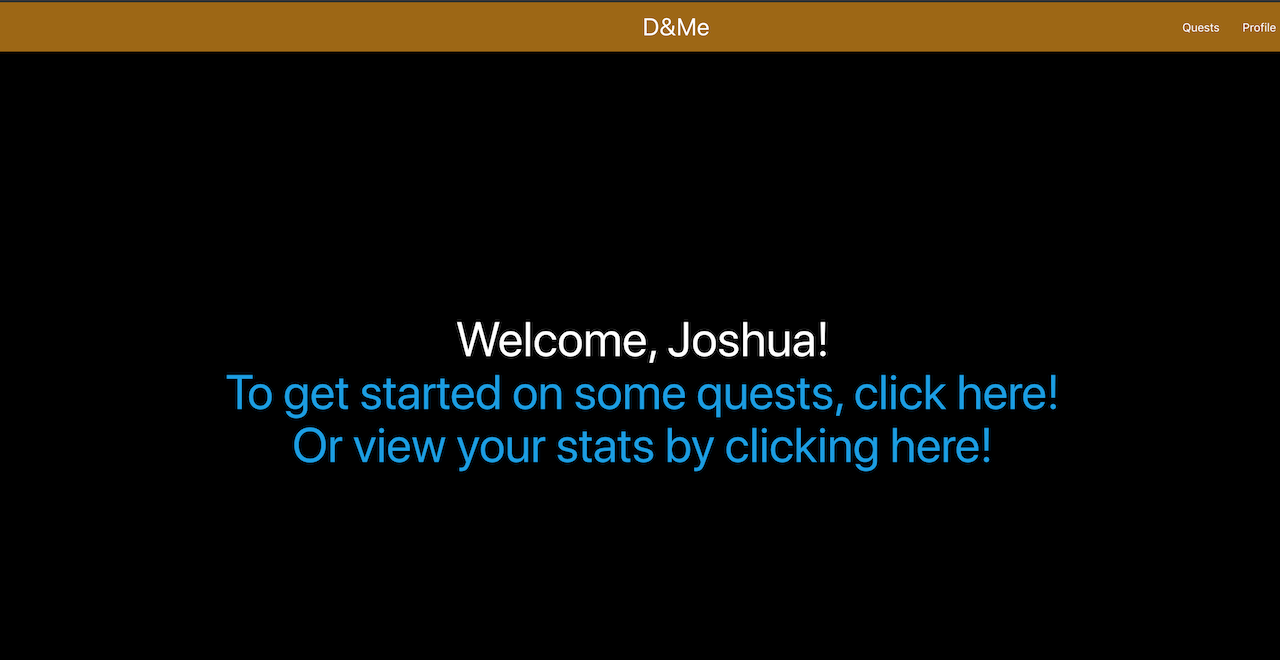 D&Me
Quests Profile
Welcome, Joshua!
To get started on some quests, click here!
Or view your stats by clicking here!